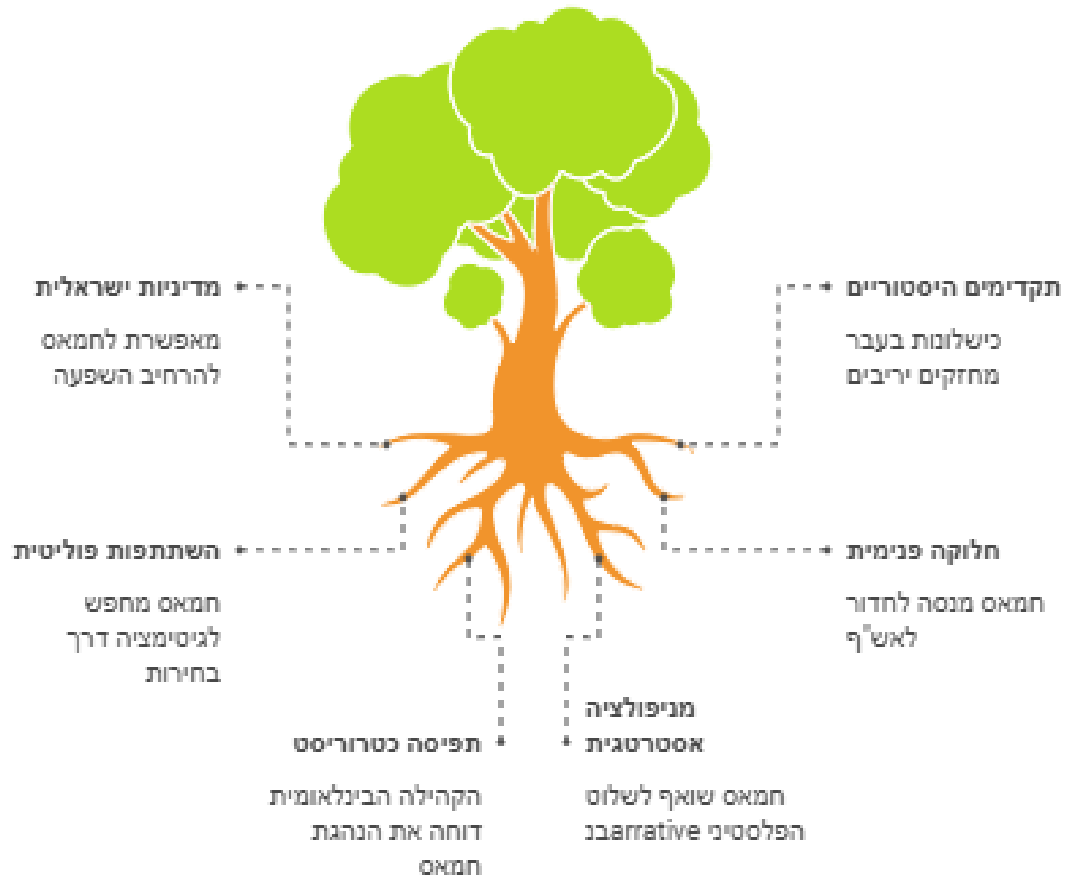 תקדימים היסטוריים
כישלונות בעבר
מחזקים יריבים
מדיניות ישראלית
מאפשרת לחמאס
להרחיב השפעה
חלוקה פנימית
חמאס מנסה לחדור
לאש"ף
השתתפות פוליטית
חמאס מחפש
לגיטימציה דרך
בחירות
מניפולציה
אסטרטגית
חמאס שואף לשלוט
בנarrative הפלסטיני
תפיסה כטרוריסט
הקהילה הבינלאומית
דוחה את הנהגת
חמאס